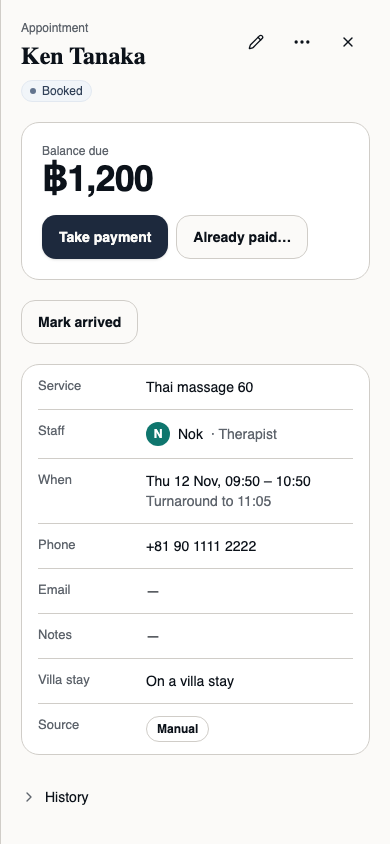 Appointment
Ken Tanaka
Booked
Balance due
฿1,200
Take payment
Already paid...
Mark arrived
Service
Thai massage 60
Staff
N Nok · Therapist
When
Thu 12 Nov, 09:50 – 10:50
Turnaround to 11:05
Phone
+81 90 1111 2222
Email
—
Notes
—
Villa stay
On a villa stay
Source
Manual
History